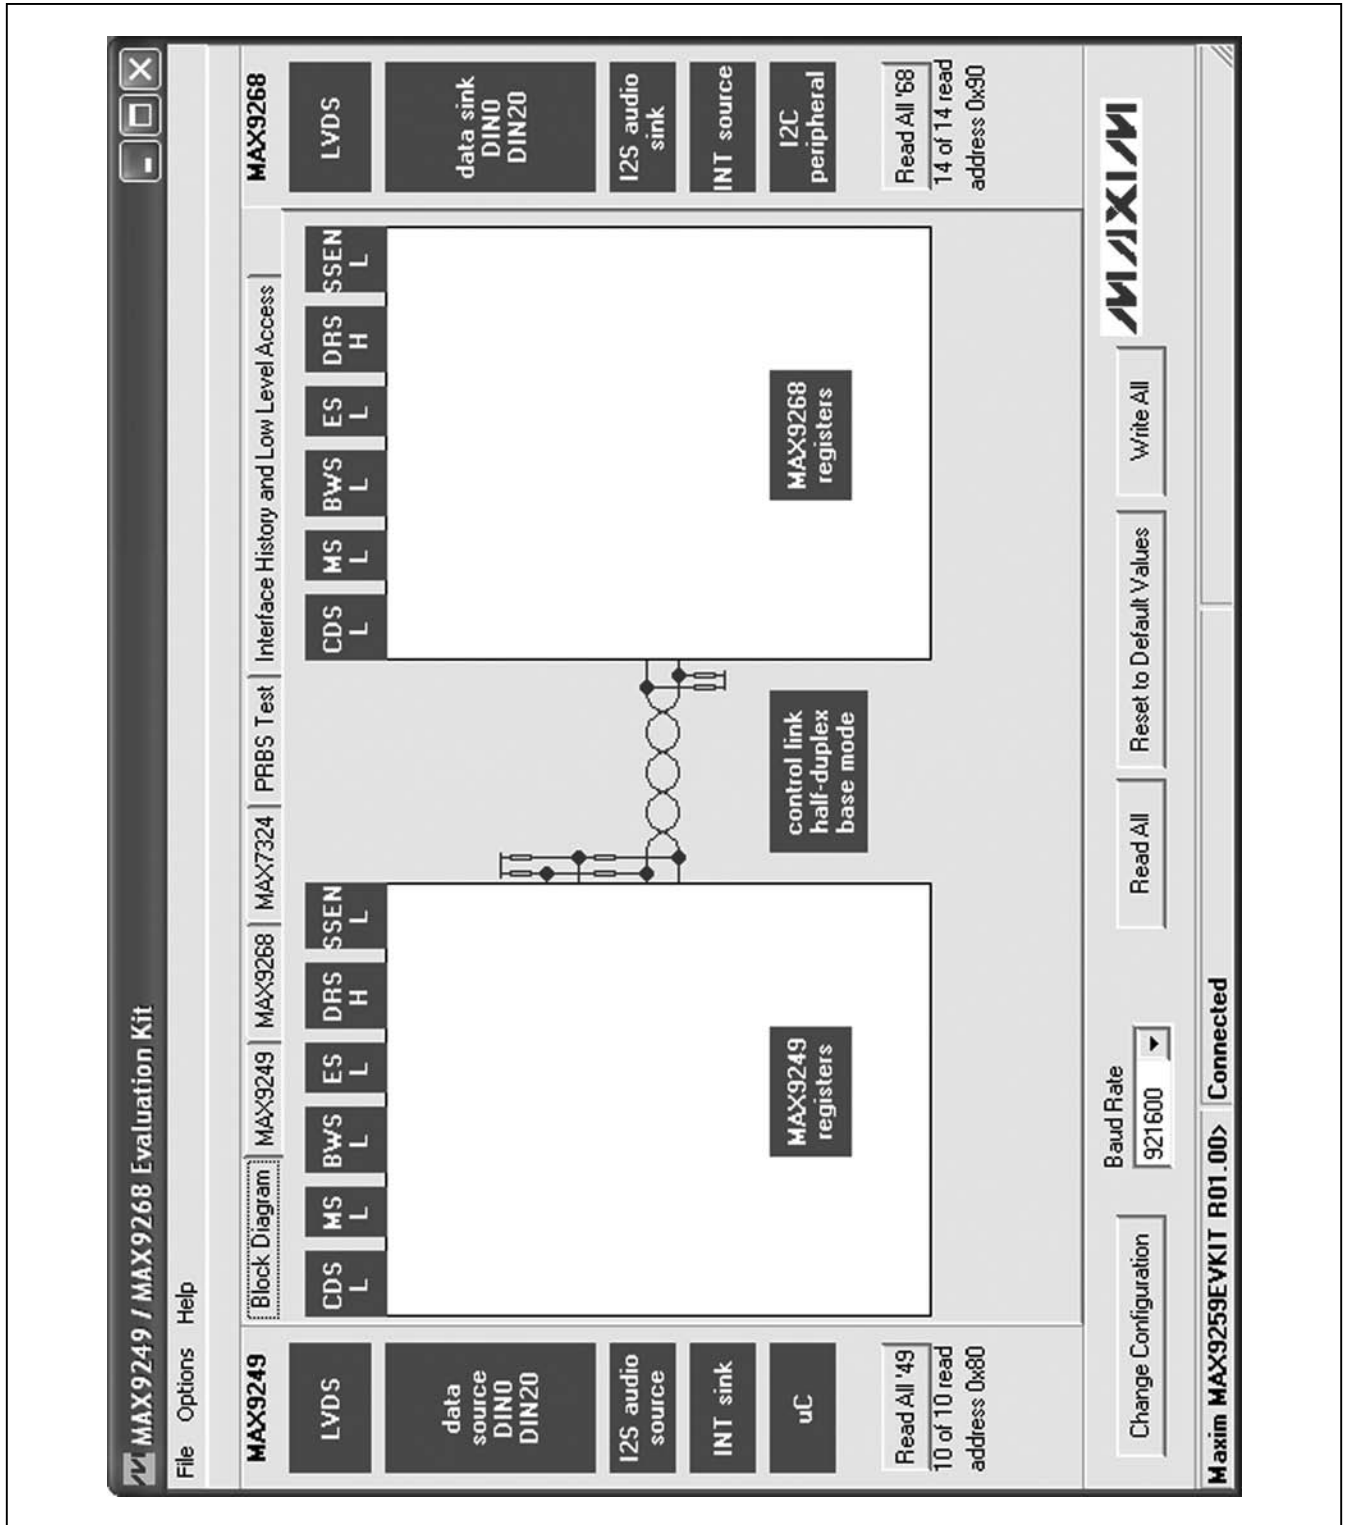 MAX9249 / MAX9268 Evaluation Kit
File Options Help
MAX9249
LVDS
data
source
DIN0
DIN20
I2S audio
source
INT sink
uC
Read All '49
10 of 10 read
address 0x80
Block Diagram MAX9249 MAX9268 MAX7324 PRBS Test Interface History and Low Level Access
CDS
L
MS
L
BWS
L
ES
L
DRS
H
SSEN
L
MAX9249
registers
control link
half-duplex
base mode
CDS
L
MS
L
BWS
L
ES
L
DRS
H
SSEN
L
MAX9268
registers
MAX9268
LVDS
data sink
DIN0
DIN20
I2S audio
sink
INT source
I2C
peripheral
Read All '68
14 of 14 read
address 0x90
Change Configuration
Baud Rate
921600
Read All
Reset to Default Values
Write All
MAXIM
Maxim MAX9259EVKIT R01.00> Connected